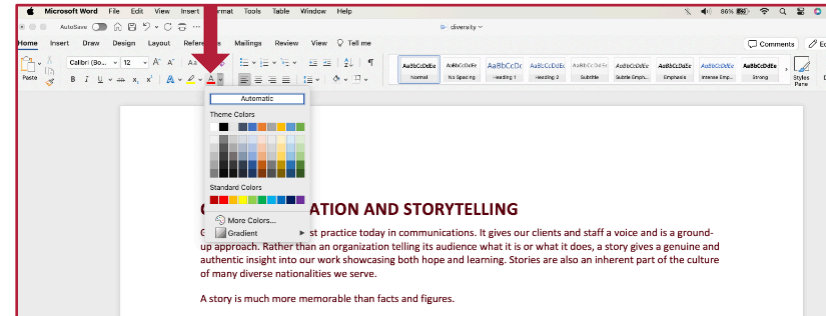 Microsoft Word File Edit View Insert Format Tools Table Window Help 86%
AutoSave diversity
Home Insert Draw Design Layout References Mailings Review View Tell me Comments
Calibri (Bo... 12 A A Aa
Paste B I U ab x x A A
AaBbCcDdEe AaBbCcDdEe AaBbCcDc AaBbCcDdEe AaBbCcDdEe AaBbCcDdEe AaBbCcDdEe AaBbCcDdEe AaBbCcDdEe
Normal No Spacing Heading 1 Heading 2 Subtitle Subtle Emph... Emphasis Intense Emp... Strong Styles Pane
Automatic
Theme Colors
Standard Colors
More Colors...
Gradient
ATION AND STORYTELLING
st practice today in communications. It gives our clients and staff a voice and is a ground-
up approach. Rather than an organization telling its audience what it is or what it does, a story gives a genuine and
authentic insight into our work showcasing both hope and learning. Stories are also an inherent part of the culture
of many diverse nationalities we serve.
A story is much more memorable than facts and figures.